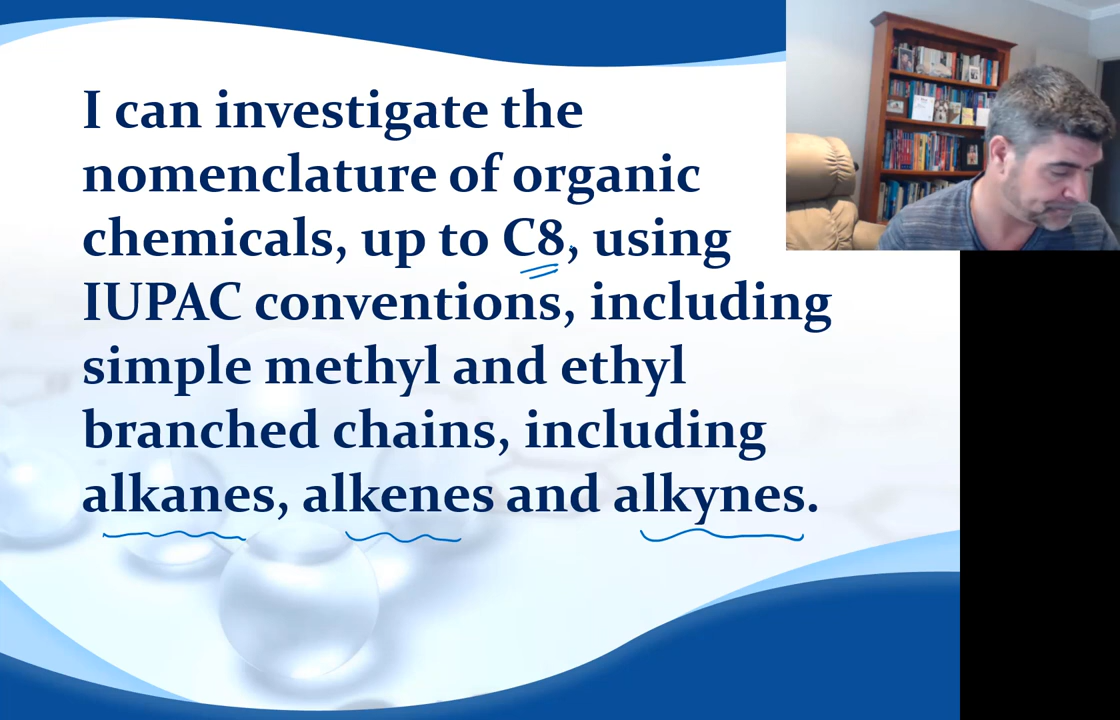 I can investigate the
nomenclature of organic
chemicals, up to C8, using
IUPAC conventions, including
simple methyl and ethyl
branched chains, including
alkanes, alkenes and alkynes.